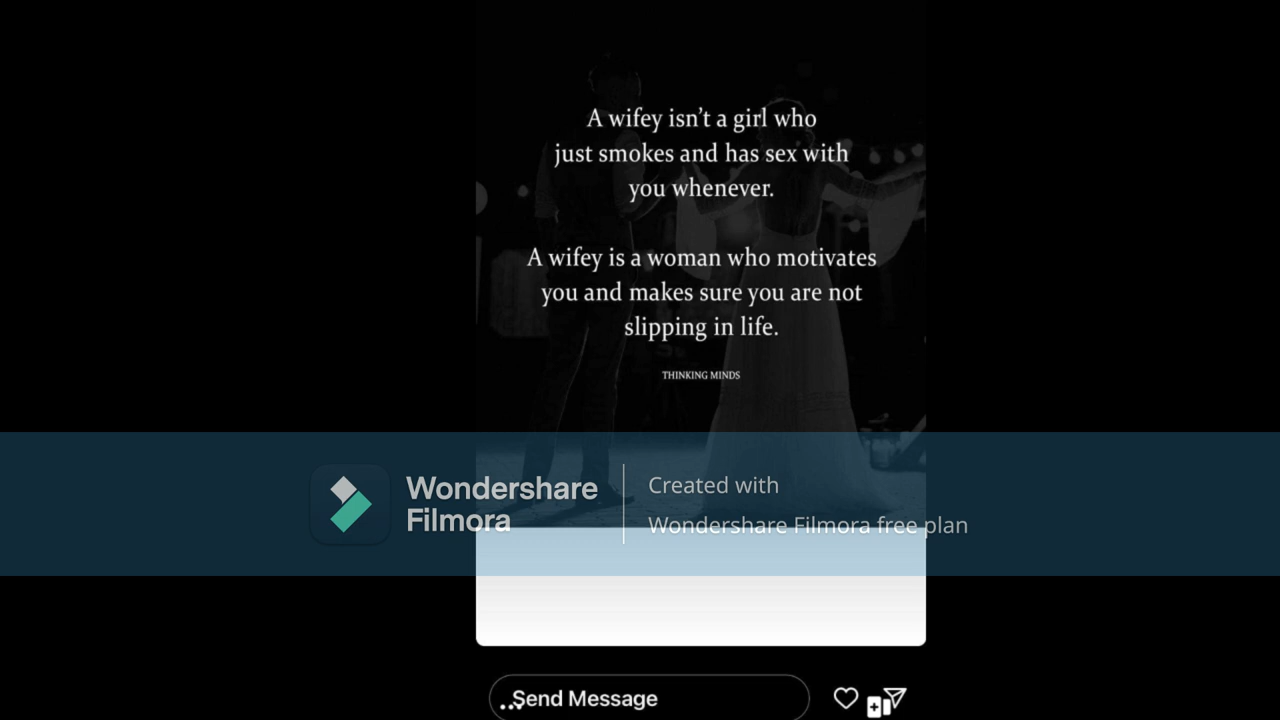 A wifey isn’t a girl who
just smokes and has sex with
you whenever.
A wifey is a woman who motivates
you and makes sure you are not
slipping in life.
THINKING MINDS
Wondershare
Filmora
Created with
Wondershare Filmora free plan
Send Message